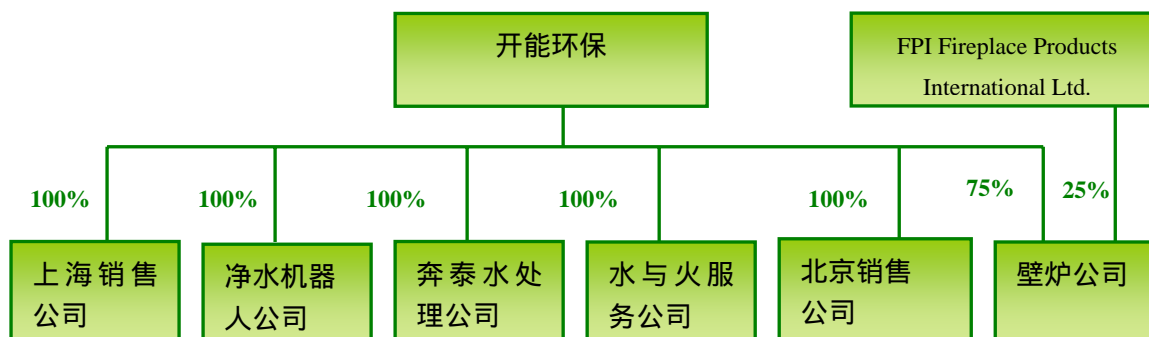 开能环保
FPI Fireplace Products
International Ltd.
100%
100%
100%
100%
100%
75%
25%
上海销售
公司
净水机器
人公司
奔泰水处
理公司
水与火服
务公司
北京销售
公司
壁炉公司